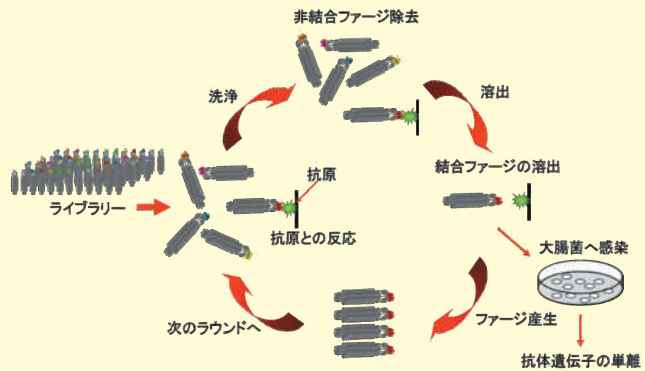 非結合ファージ除去
洗浄
溶出
ライブラリー
抗原
抗原との反応
結合ファージの溶出
大腸菌へ感染
次のラウンドへ
ファージ産生
抗体遺伝子の単離